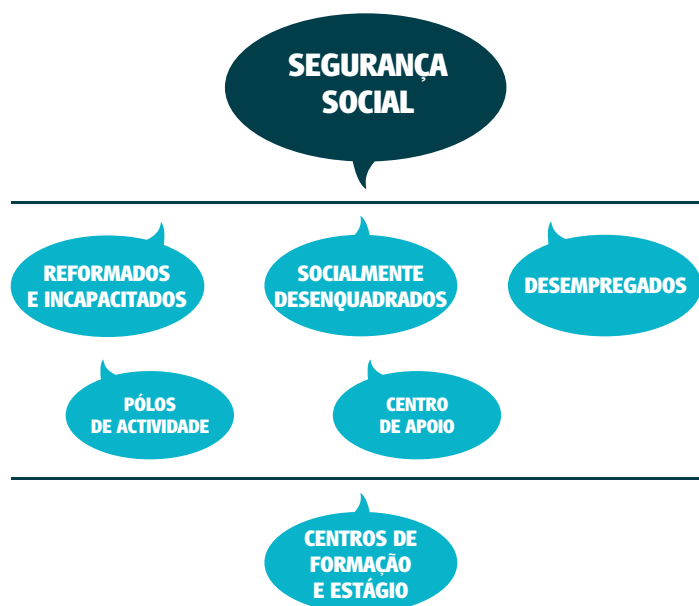 SEGURANÇA
SOCIAL
REFORMADOS
E INCAPACITADOS
SOCIALMENTE
DESENQUADRADOS
DESEMPREGADOS
PÓLOS
DE ACTIVIDADE
CENTRO
DE APOIO
CENTROS DE
FORMAÇÃO
E ESTÁGIO